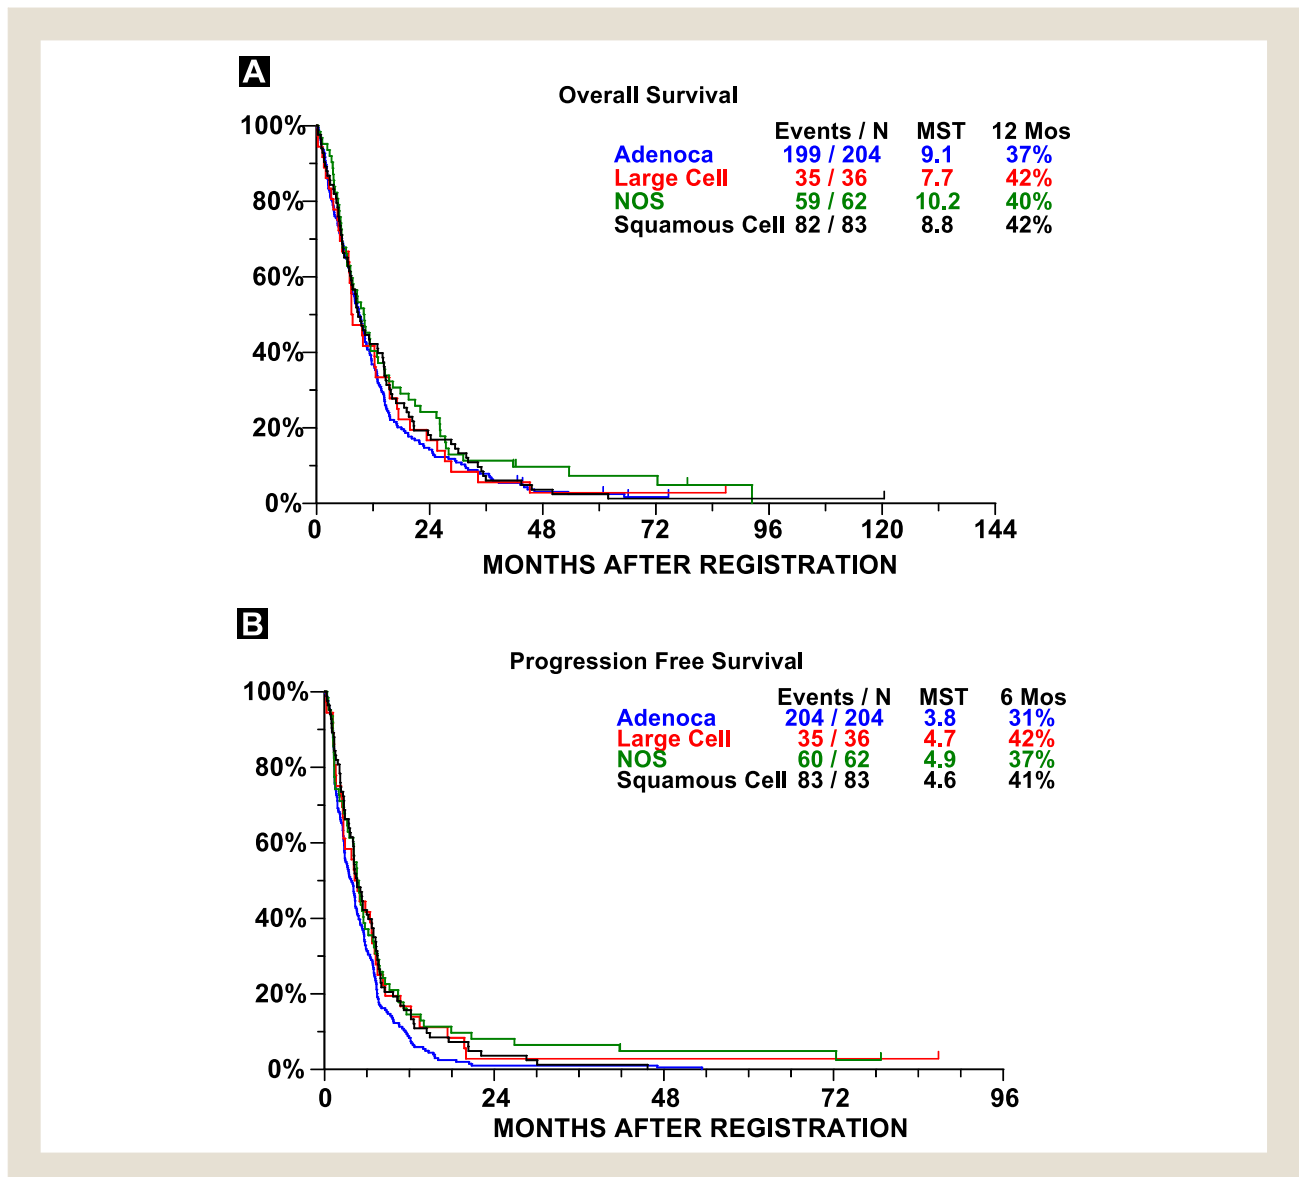 A
Overall Survival
Events / N MST 12 Mos
Adenoca 199 / 204 9.1 37%
Large Cell 35 / 36 7.7 42%
NOS 59 / 62 10.2 40%
Squamous Cell 82 / 83 8.8 42%
100%
80%
60%
40%
20%
0%
0 24 48 72 96 120 144
MONTHS AFTER REGISTRATION
B
Progression Free Survival
Events / N MST 6 Mos
Adenoca 204 / 204 3.8 31%
Large Cell 35 / 36 4.7 42%
NOS 60 / 62 4.9 37%
Squamous Cell 83 / 83 4.6 41%
100%
80%
60%
40%
20%
0%
0 24 48 72 96
MONTHS AFTER REGISTRATION